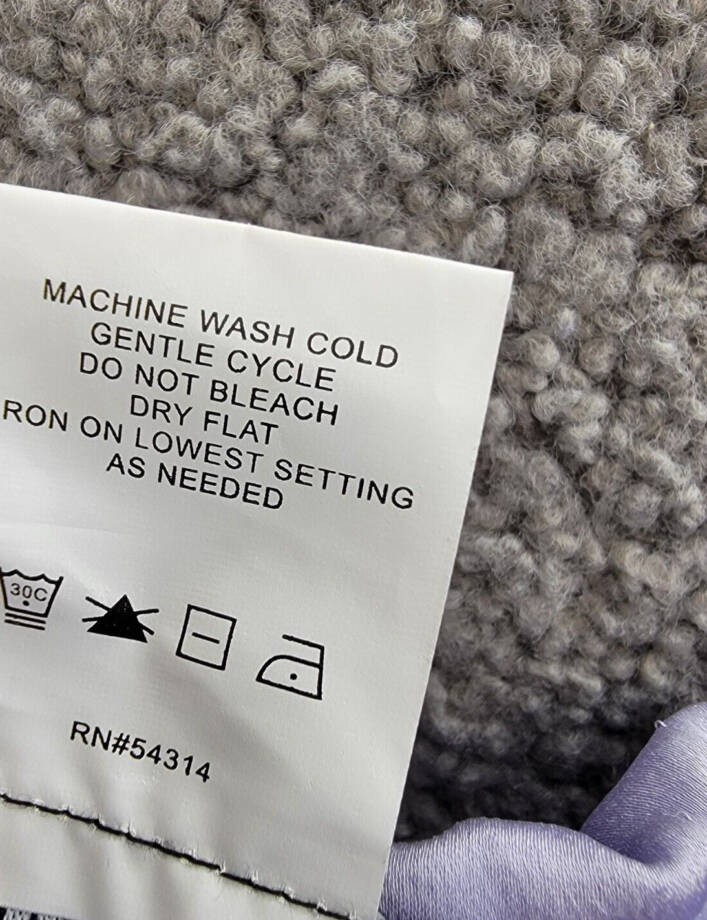 MACHINE WASH COLD
GENTLE CYCLE
DO NOT BLEACH
DRY FLAT
RON ON LOWEST SETTING
AS NEEDED
30C
RN#54314